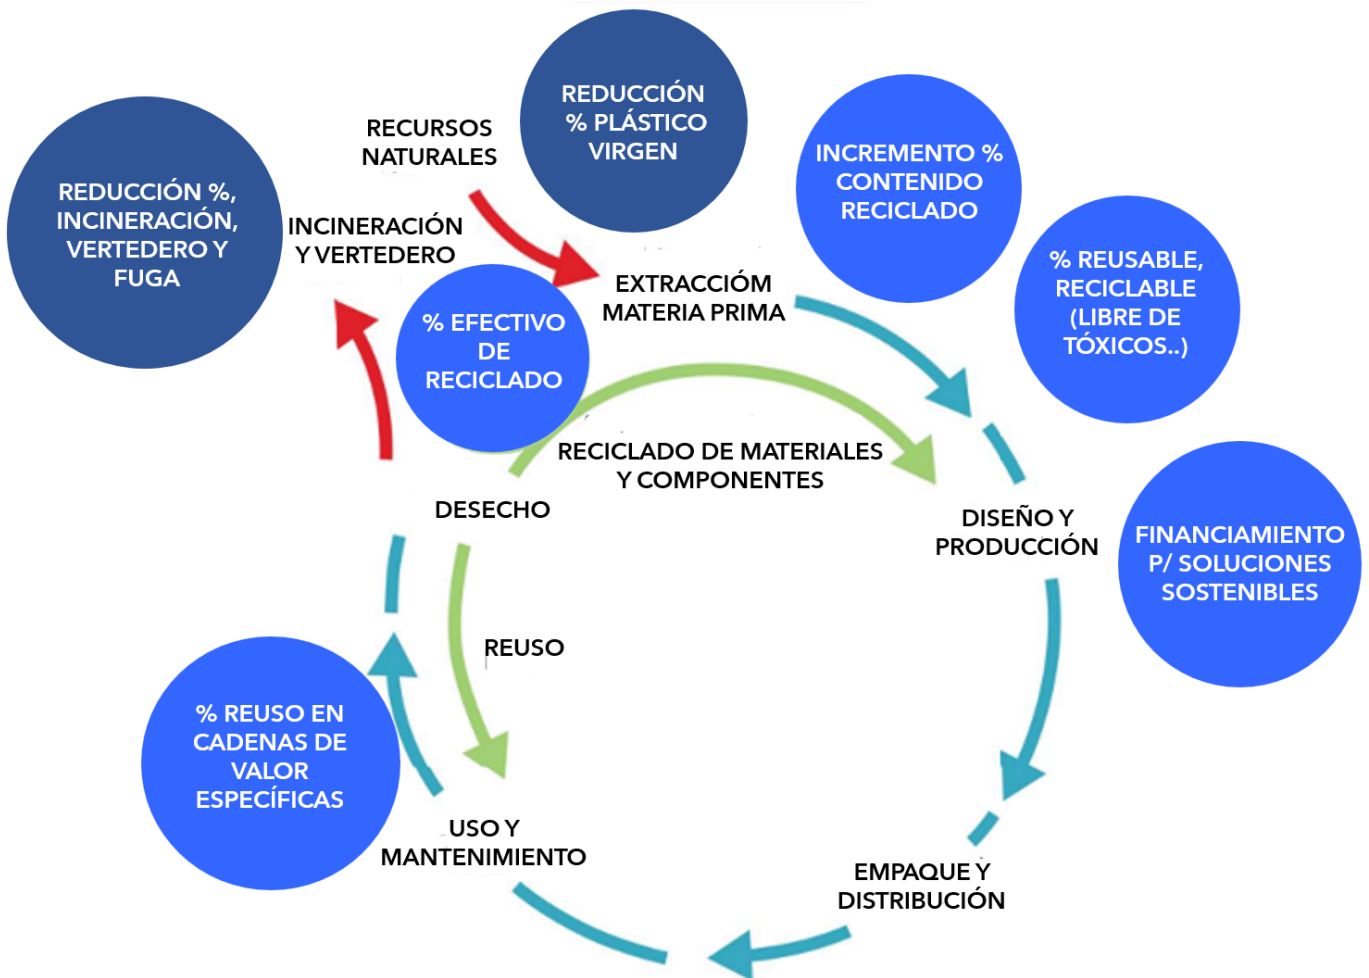 REDUCCIÓN
% PLÁSTICO
VIRGEN
RECURSOS
NATURALES
INCREMENTO %
CONTENIDO
RECICLADO
REDUCCIÓN %,
INCINERACIÓN,
VERTEDERO Y
FUGA
INCINERACIÓN
Y VERTEDERO
% REUSABLE,
RECICLABLE
(LIBRE DE
TÓXICOS..)
EXTRACCIÓM
MATERIA PRIMA
% EFECTIVO
DE
RECICLADO
RECICLADO DE MATERIALES
Y COMPONENTES
DESECHO
DISEÑO Y
PRODUCCIÓN
FINANCIAMIENTO
P/ SOLUCIONES
SOSTENIBLES
REUSO
% REUSO EN
CADENAS DE
VALOR
ESPECÍFICAS
USO Y
MANTENIMIENTO
EMPAQUE Y
DISTRIBUCIÓN